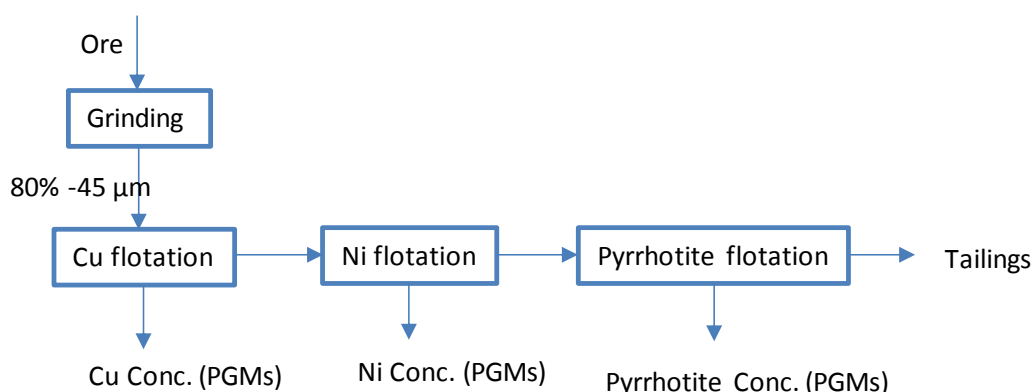 Ore
Grinding
80% -45 µm
Cu flotation
Ni flotation
Pyrrhotite flotation
Tailings
Cu Conc. (PGMs)
Ni Conc. (PGMs)
Pyrrhotite Conc. (PGMs)